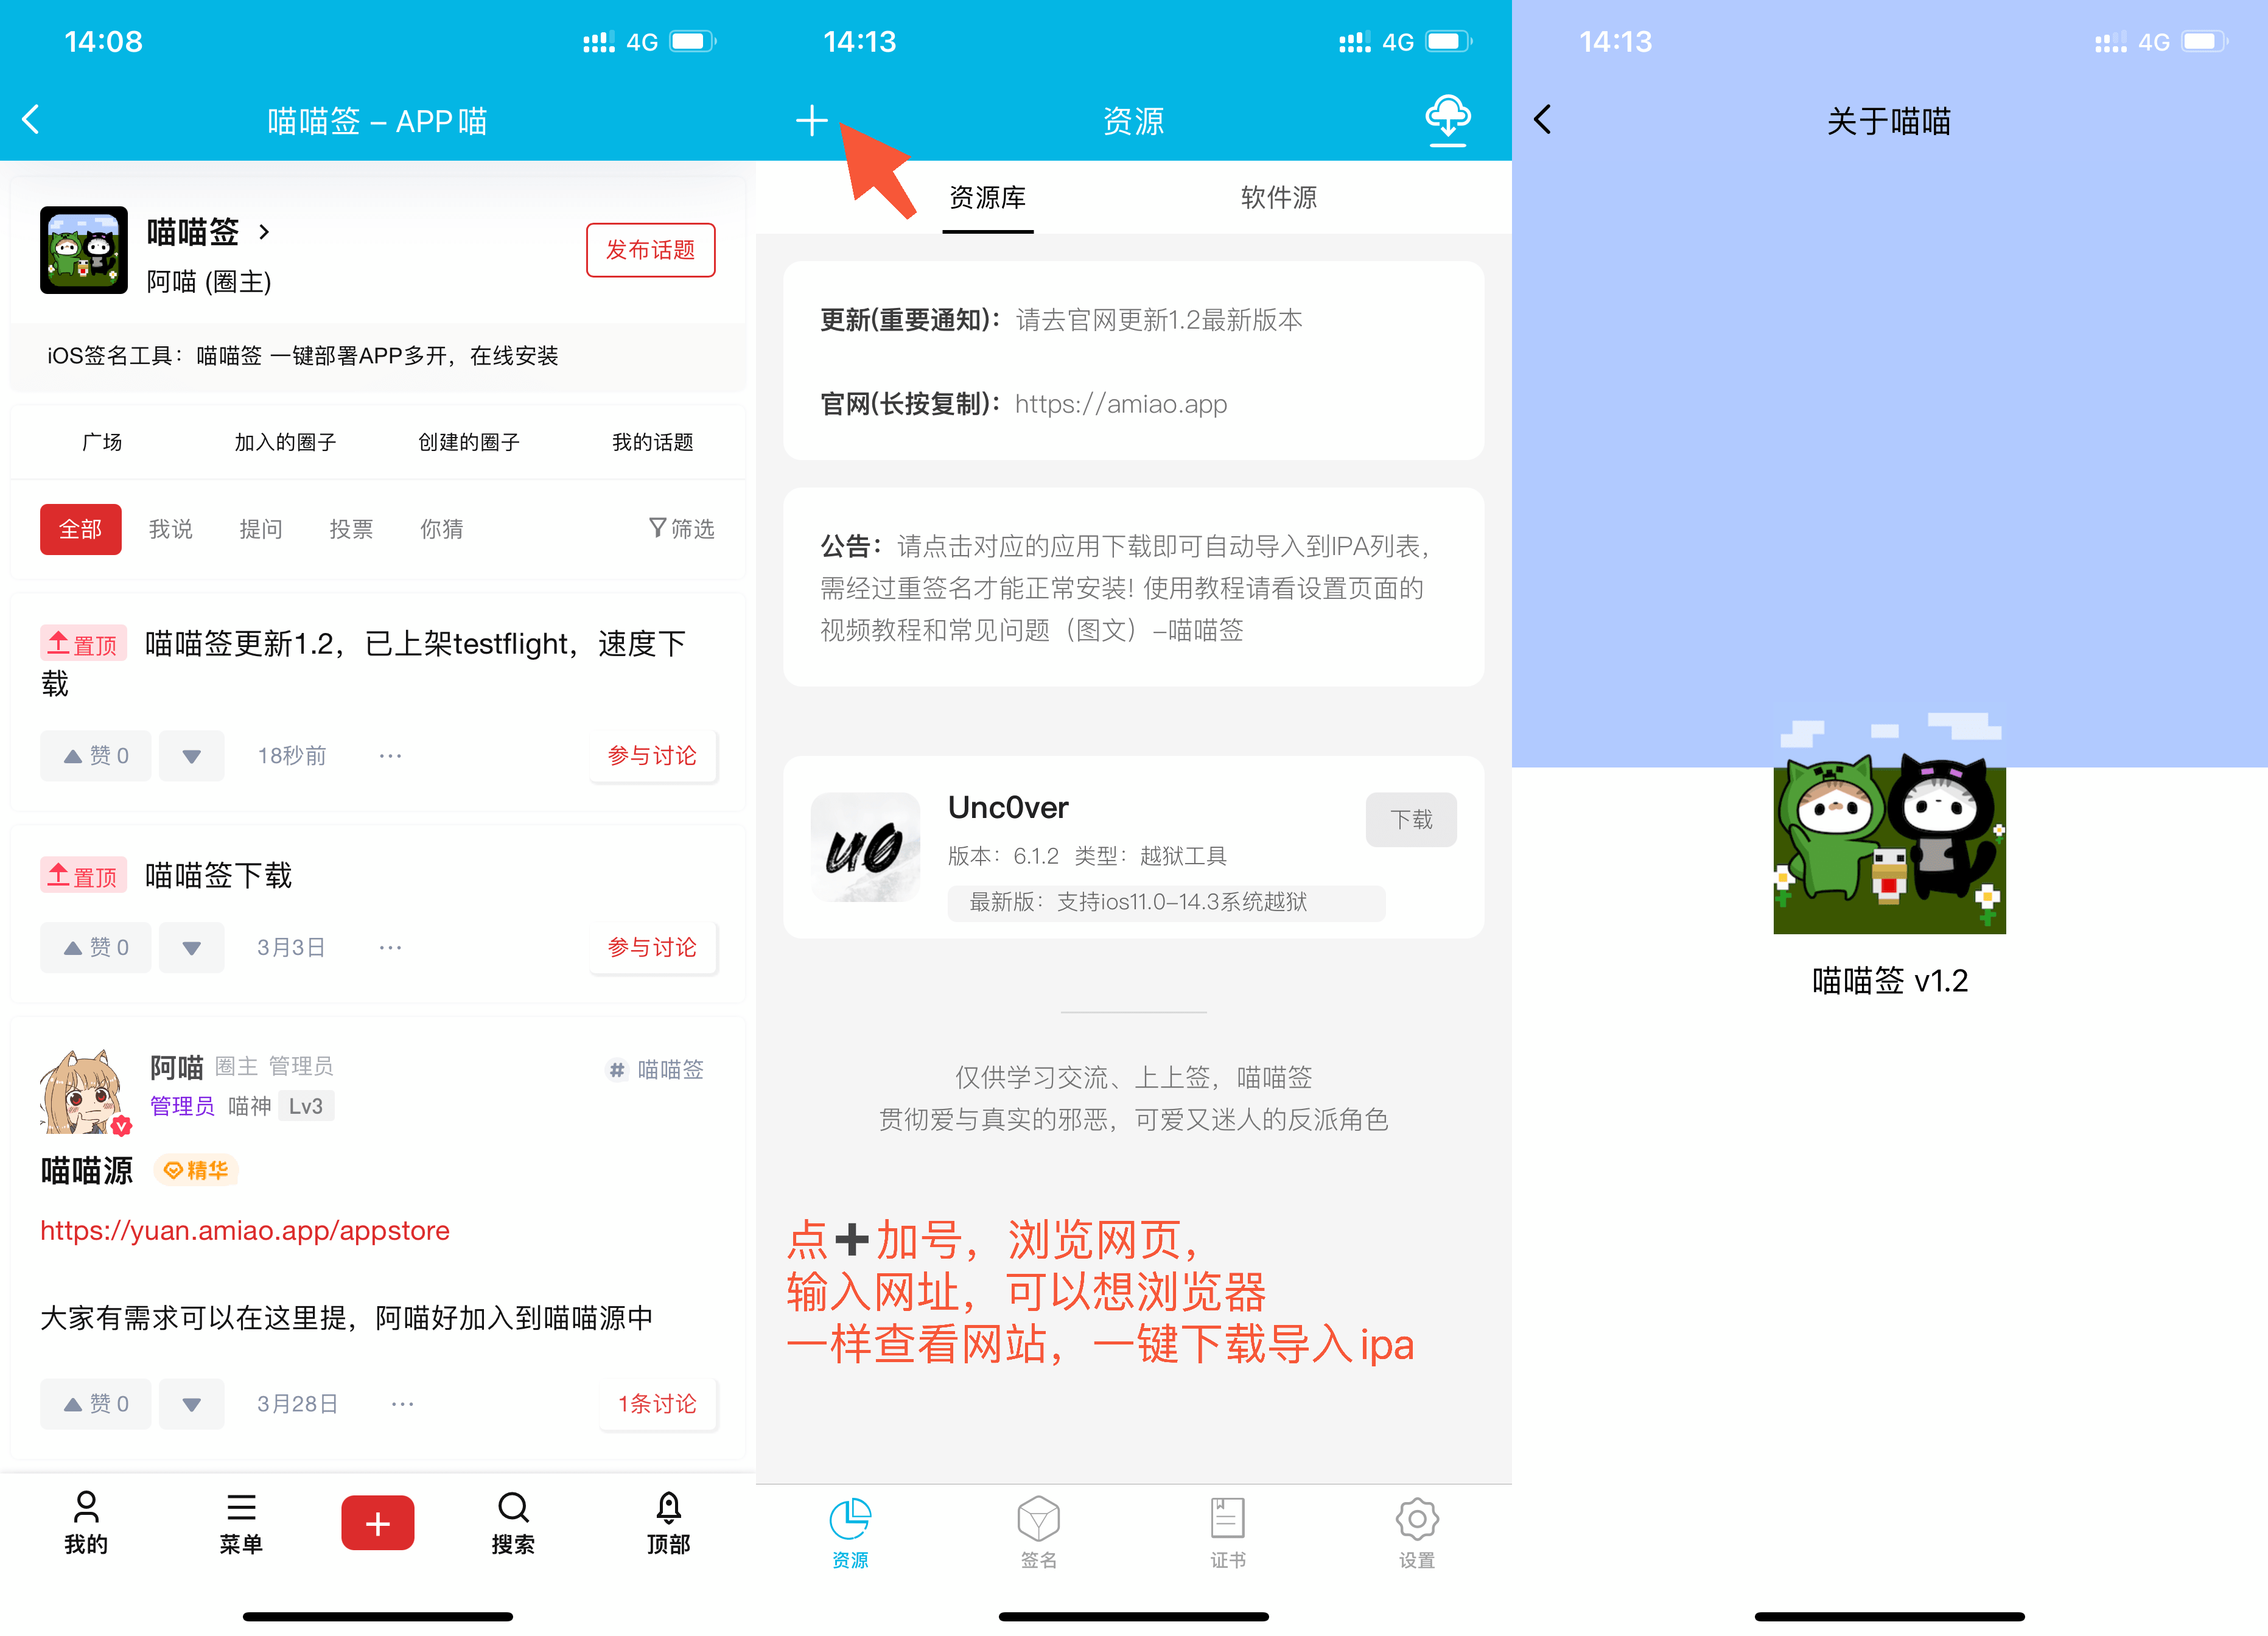 14:08
4G
喵喵签 – APP喵
喵喵签
阿喵 (圈主)
发布话题
iOS签名工具：喵喵签 一键部署APP多开，在线安装
广场
加入的圈子
创建的圈子
我的话题
全部
我说
提问
投票
你猜
筛选
置顶 喵喵签更新1.2，已上架testflight，速度下
载
赞 0
18秒前
···
参与讨论
置顶 喵喵签下载
赞 0
3月3日
···
参与讨论
阿喵 圈主 管理员
# 喵喵签
管理员 喵神 Lv3
喵喵源 精华
https://yuan.amiao.app/appstore
大家有需求可以在这里提，阿喵好加入到喵喵源中
赞 0
3月28日
···
1条讨论
我的
菜单
搜索
顶部
14:13
4G
资源
资源库
软件源
更新(重要通知)：请去官网更新1.2最新版本
官网(长按复制)：https://amiao.app
公告：请点击对应的应用下载即可自动导入到IPA列表，
需经过重签名才能正常安装! 使用教程请看设置页面的
视频教程和常见问题（图文）–喵喵签
u0
Unc0ver
下载
版本：6.1.2 类型：越狱工具
最新版：支持ios11.0–14.3系统越狱
仅供学习交流、上上签，喵喵签
贯彻爱与真实的邪恶，可爱又迷人的反派角色
点➕加号，浏览网页，
输入网址，可以想浏览器
一样查看网站，一键下载导入ipa
资源
签名
证书
设置
14:13
4G
关于喵喵
喵喵签 v1.2